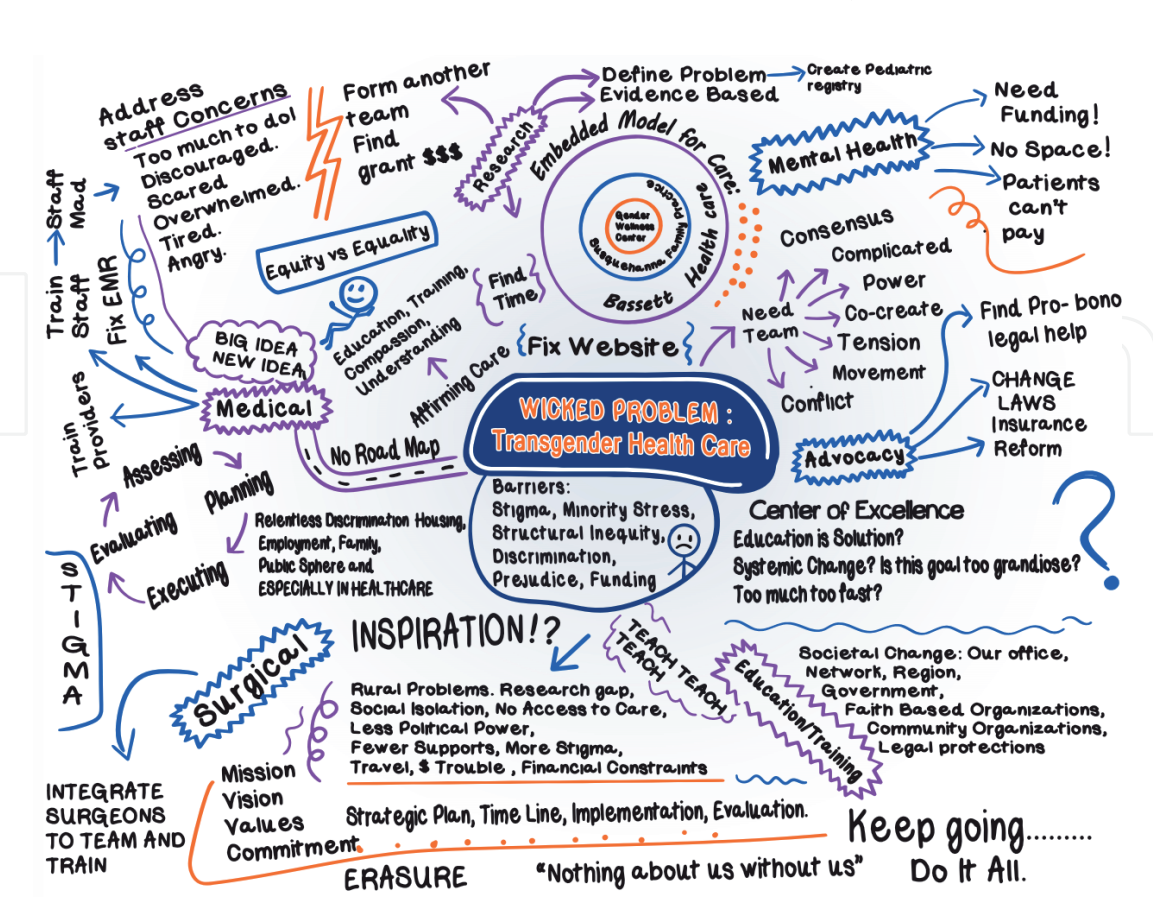 Address
staff Concerns
Too much to do!
Discouraged.
Scared
Overwhelmed.
Tired.
Angry.
Form another
team
Find
grant $$$
Research
Define Problem
Evidence Based
Create Pediatric
registry
Embedded Model for Care:
Bassett Health care
Susquehanna Family Practice
Gender
Wellness
Center
Mental Health
Need
Funding!
No Space!
Patients
can't
pay
Staff
Mad
Train
Staff
Fix EMR
Train
Providers
Equity vs Equality
BIG IDEA
NEW IDEA
Medical
Education, Training,
Compassion,
Understanding
Find
Time
Affirming Care
Fix Website
Need
Team
Consensus
Complicated
Power
Co-create
Tension
Movement
Conflict
Find Pro-bono
legal help
CHANGE
LAWS
Insurance
Reform
Advocacy
WICKED PROBLEM :
Transgender Health Care
No Road Map
Assessing
Planning
Executing
Evaluating
Barriers:
Stigma, Minority Stress,
Structural Inequity,
Discrimination,
Prejudice, Funding
Relentless Discrimination Housing,
Employment, Family,
Public Sphere and
ESPECIALLY IN HEALTHCARE
Center of Excellence
Education is Solution?
Systemic Change? Is this goal too grandiose?
Too much too fast?
?
STIGMA
Surgical
INTEGRATE
SURGEONS
TO TEAM AND
TRAIN
INSPIRATION!?
TEACH TEACH
TEACH TEACH
Education/Training
Societal Change: Our office,
Network, Region,
Government,
Faith Based Organizations,
Community Organizations,
Legal protections
Rural Problems. Research gap,
Social Isolation, No Access to Care,
Less Political Power,
Fewer Supports, More Stigma,
Travel, $ Trouble , Financial Constraints
Mission
Vision
Values
Commitment
Strategic Plan, Time Line, Implementation, Evaluation.
ERASURE
"Nothing about us without us"
Keep going.........
Do It All.